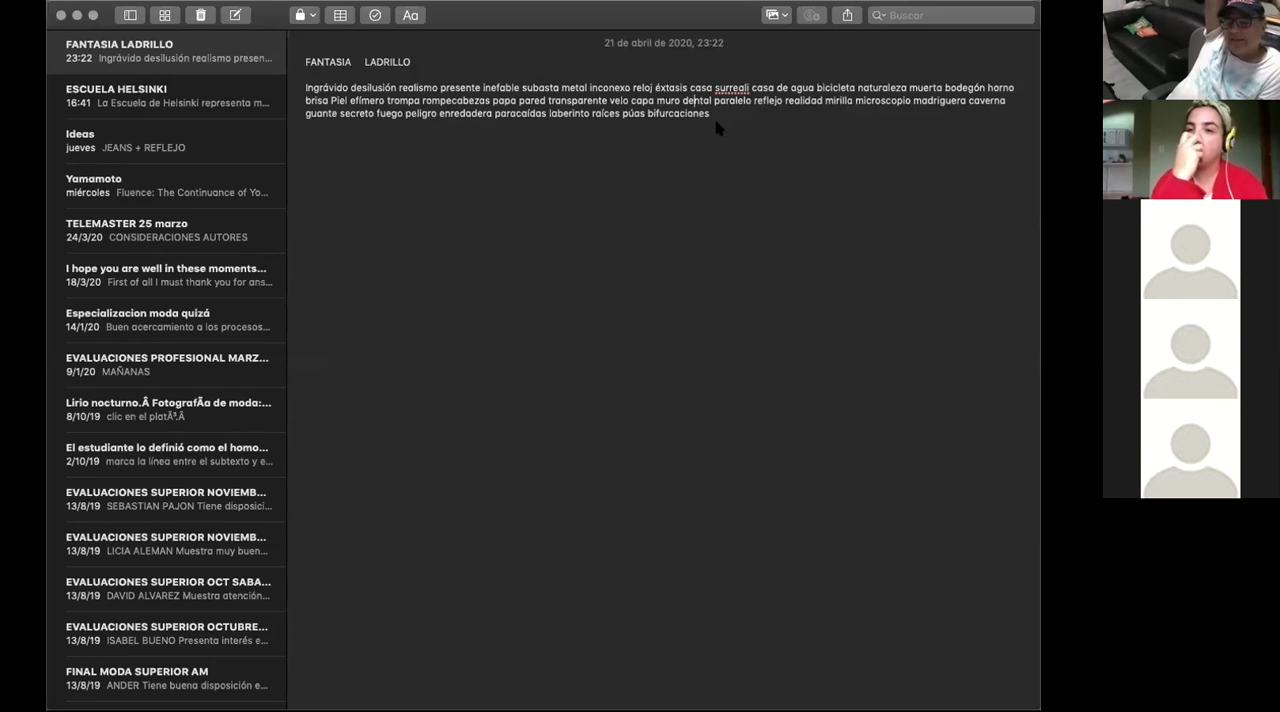 Aa
Buscar
FANTASIA LADRILLO
23:22 Ingrávido desilusión realismo presen...
ESCUELA HELSINKI
16:41 La Escuela de Helsinki representa m...
Ideas
jueves JEANS + REFLEJO
Yamamoto
miércoles Fluence: The Continuance of Yo...
TELEMASTER 25 marzo
24/3/20 CONSIDERACIONES AUTORES
I hope you are well in these moments...
18/3/20 First of all I must thank you for ans...
Especializacion moda quizá
14/1/20 Buen acercamiento a los procesos...
EVALUACIONES PROFESIONAL MARZ...
9/1/20 MAÑANAS
Lirio nocturno.Â FotografÃa de moda:...
8/10/19 clic en el platÃ³.Â
El estudiante lo definió como el homo...
2/10/19 marca la línea entre el subtexto y e...
EVALUACIONES SUPERIOR NOVIEMB...
13/8/19 SEBASTIAN PAJON Tiene disposici...
EVALUACIONES SUPERIOR NOVIEMB...
13/8/19 LICIA ALEMAN Muestra muy buen...
EVALUACIONES SUPERIOR OCT SABA...
13/8/19 DAVID ALVAREZ Muestra atención...
EVALUACIONES SUPERIOR OCTUBRE...
13/8/19 ISABEL BUENO Presenta interés e...
FINAL MODA SUPERIOR AM
13/8/19 ANDER Tiene buena disposición e...
21 de abril de 2020, 23:22
FANTASIA LADRILLO
Ingrávido desilusión realismo presente inefable subasta metal inconexo reloj éxtasis casa surreali casa de agua bicicleta naturaleza muerta bodegón horno
brisa Piel efímero trompa rompecabezas papa pared transparente velo capa muro dental paralelo reflejo realidad mirilla microscopio madriguera caverna
guante secreto fuego peligro enredadera paracaídas laberinto raíces púas bifurcaciones